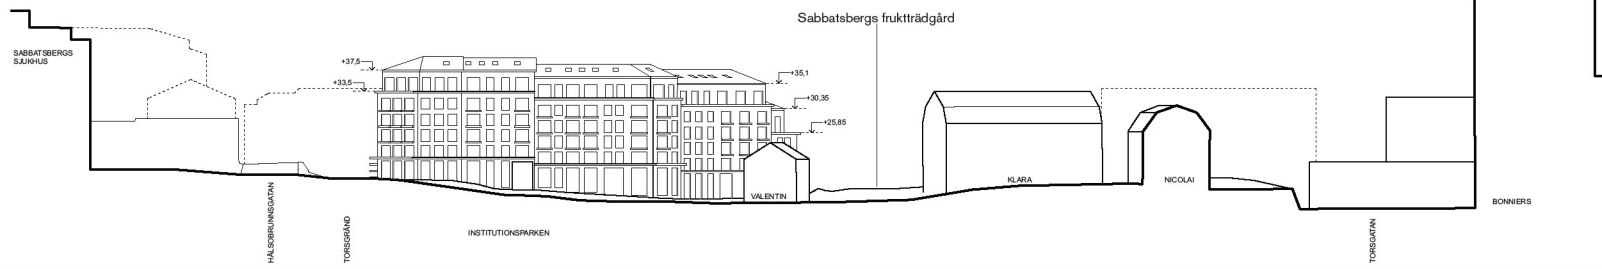 Sabbatsbergs fruktträdgård
SABBATSBERGS
SJUKHUS
+37,5
+33,5
+35,1
+30,35
+25,85
VALENTIN
KLARA
NICOLAI
BONNIERS
HÄLSOBRUNNSGATAN
TORSGRÄND
INSTITUTIONSPARKEN
TORSGATAN